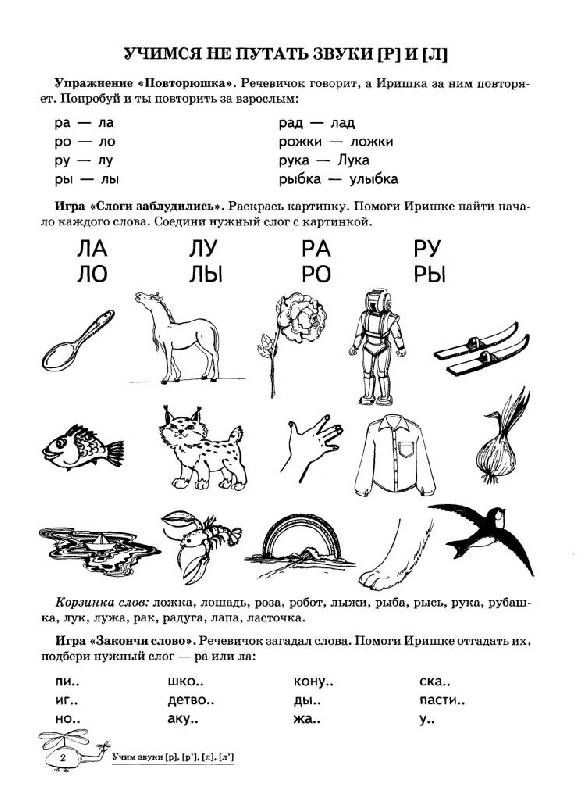 УЧИМСЯ НЕ ПУТАТЬ ЗВУКИ [Р] И [Л]
Упражнение «Повторюшка». Речевичок говорит, а Иришка за ним повторя-
ет. Попробуй и ты повторить за взрослым:
ра — ла
ро — ло
ру — лу
ры — лы
рад — лад
рожки — ложки
рука — Лука
рыбка — улыбка
Игра «Слоги заблудились». Раскрась картинку. Помоги Иришке найти нача-
ло каждого слова. Соедини нужный слог с картинкой.
ЛА ЛУ РА РУ
ЛО ЛЫ РО РЫ
Корзинка слов: ложка, лошадь, роза, робот, лыжи, рыба, рысь, рука, рубаш-
ка, лук, лужа, рак, радуга, лапа, ласточка.
Игра «Закончи слово». Речевичок загадал слова. Помоги Иришке отгадать их,
подбери нужный слог — ра или ла:
пи.. шко.. кону.. ска..
иг.. детво.. ды.. пасти..
но.. аку.. жа.. у..
2 Учим звуки [р], [р'], [л], [л']